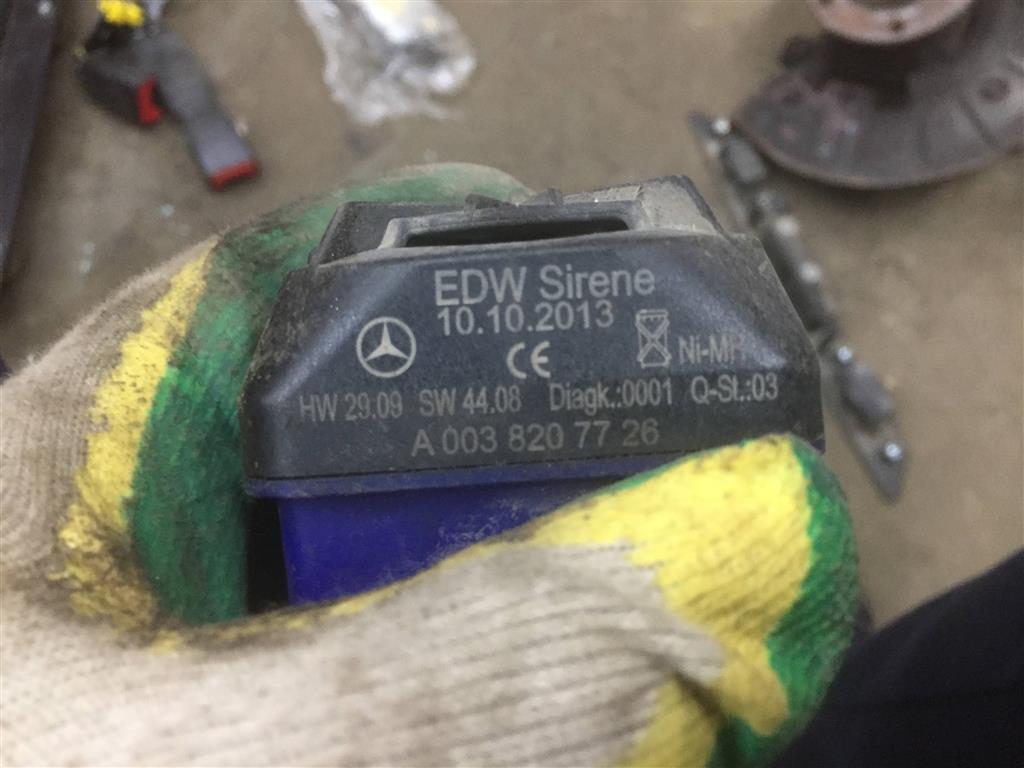 EDW Sirene
10.10.2013
CE
Ni-MH
HW 29.09 SW 44.08 Diagk.:0001 Q-St.:03
A 003 820 77 26